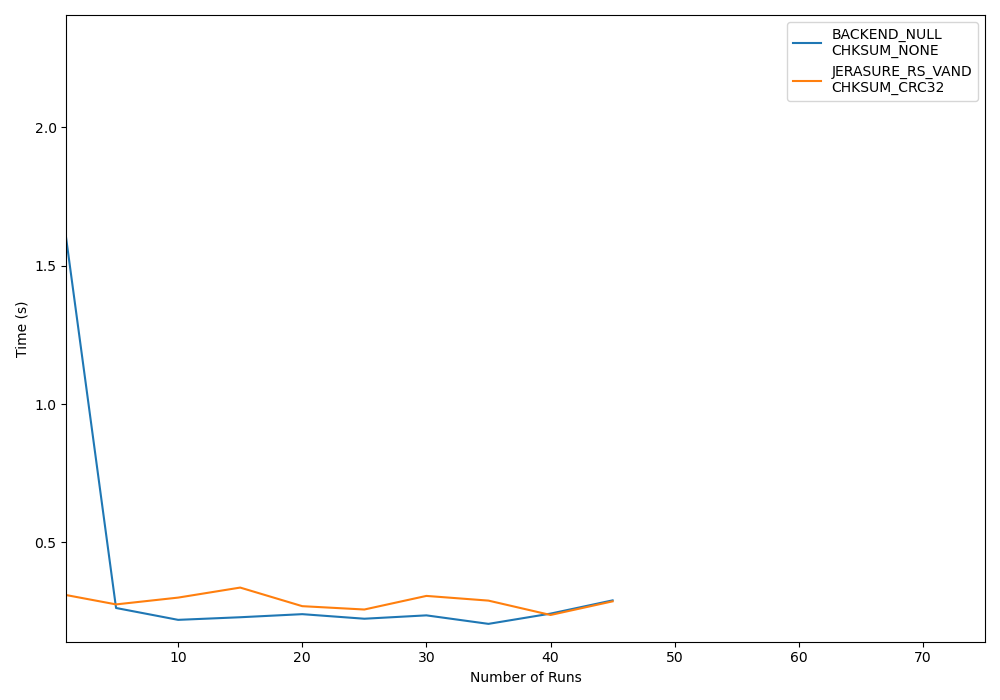 BACKEND_NULL
CHKSUM_NONE
JERASURE_RS_VAND
CHKSUM_CRC32
2.0
1.5
1.0
0.5
Time (s)
10 20 30 40 50 60 70
Number of Runs